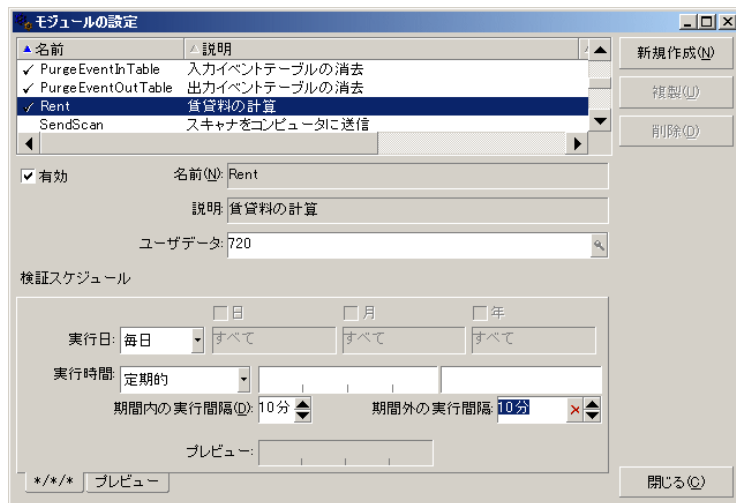 モジュールの設定
名前 説明
PurgeEventInTable 入力イベントテーブルの消去
PurgeEventOutTable 出力イベントテーブルの消去
Rent 賃貸料の計算
SendScan スキャナをコンピュータに送信
新規作成(N)
複製(U)
削除(D)
有効 名前(N): Rent
説明: 賃貸料の計算
ユーザデータ: 720
検証スケジュール
日 月 年
実行日: 毎日 すべて すべて すべて
実行時間: 定期的
期間内の実行間隔(D): 10分 期間外の実行間隔: 10分
プレビュー:
*/*/* プレビュー
閉じる(C)